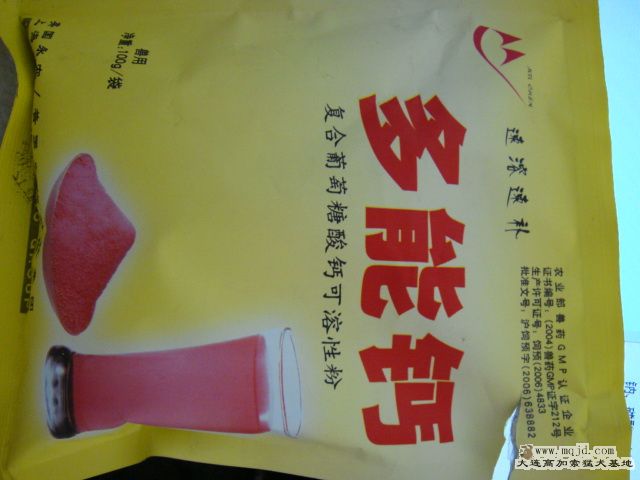 农业部兽药GMP认证企业
证书编号：(2004)兽药GMP证字212号
生产许可证号：饲预(2006)4833
批准文号：沪饲预字(2006)638882
速溶速补
多能钙
复合葡萄糖酸钙可溶性粉
兽用
净重：100g/袋
www.mqjd.com
大连高加索猛犬基地